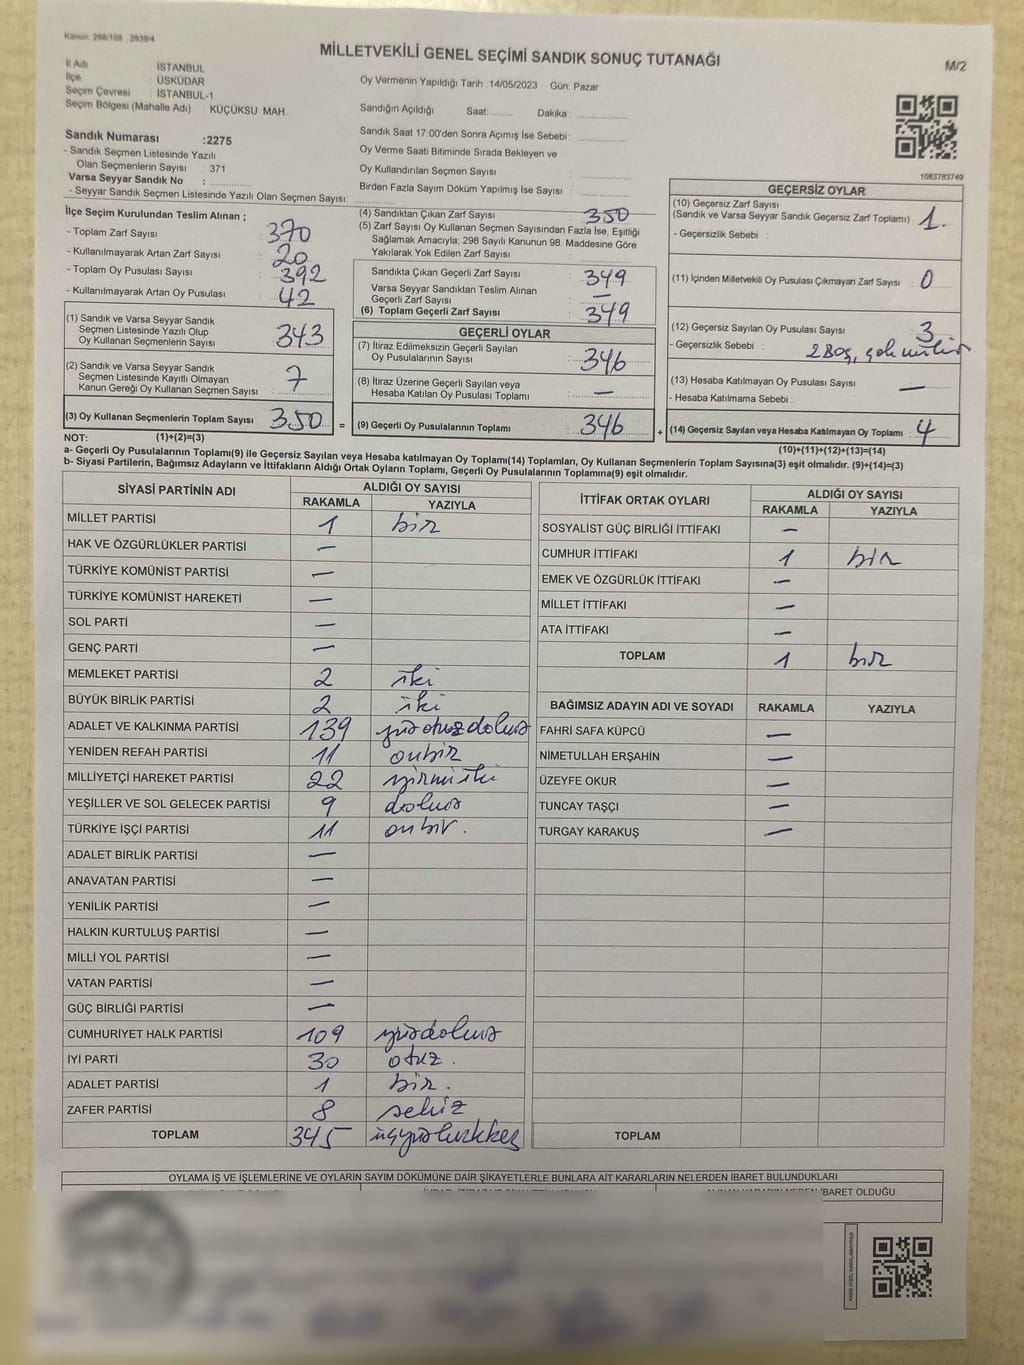 Kanun: 298/105 , 2839/4
MİLLETVEKİLİ GENEL SEÇİMİ SANDIK SONUÇ TUTANAĞI
M/2
İl Adı İSTANBUL
İlçe ÜSKÜDAR
Seçim Çevresi : İSTANBUL-1
Seçim Bölgesi (Mahalle Adı) : KÜÇÜKSU MAH.
Oy Vermenin Yapıldığı Tarih : 14/05/2023 Gün: Pazar
Sandığın Açıldığı Saat: Dakika :
Sandık Saat 17:00'den Sonra Açımış İse Sebebi :
Oy Verme Saati Bitiminde Sırada Bekleyen ve
Oy Kullandırılan Seçmen Sayısı :
Birden Fazla Sayım Döküm Yapılmış İse Sayısı :
1083783749
Sandık Numarası :2275
- Sandık Seçmen Listesinde Yazılı
Olan Seçmenlerin Sayısı : 371
Varsa Seyyar Sandık No :
- Seyyar Sandık Seçmen Listesinde Yazılı Olan Seçmen Sayısı:
İlçe Seçim Kurulundan Teslim Alınan ;
- Toplam Zarf Sayısı : 370
- Kullanılmayarak Artan Zarf Sayısı : 20
- Toplam Oy Pusulası Sayısı : 392
- Kullanılmayarak Artan Oy Pusulası : 42
(1) Sandık ve Varsa Seyyar Sandık
Seçmen Listesinde Yazılı Olup
Oy Kullanan Seçmen Sayısı : 343
(2) Sandık ve Varsa Seyyar Sandık
Seçmen Listesinde Kayıtlı Olmayan
Kanun Gereği Oy Kullanan Seçmen Sayısı : 7
(3) Oy Kullanan Seçmenlerin Toplam Sayısı : 350
(4) Sandıktan Çıkan Zarf Sayısı : 350
(5) Zarf Sayısı Oy Kullanan Seçmen Sayısından Fazla İse, Eşitliği
Sağlamak Amacıyla; 298 Sayılı Kanunun 98. Maddesine Göre
Yakılarak Yok Edilen Zarf Sayısı :
Sandıkta Çıkan Geçerli Zarf Sayısı : 349
Varsa Seyyar Sandıktan Teslim Alınan
Geçerli Zarf Sayısı : —
(6) Toplam Geçerli Zarf Sayısı : 349
GEÇERLİ OYLAR
(7) İtiraz Edilmeksizin Geçerli Sayılan
Oy Pusulalarının Sayısı : 346
(8) İtiraz Üzerine Geçerli Sayılan veya
Hesaba Katılan Oy Pusulası Toplamı : —
= (9) Geçerli Oy Pusulalarının Toplamı : 346
GEÇERSİZ OYLAR
(10) Geçersiz Zarf Sayısı
(Sandık ve Varsa Seyyar Sandık Geçersiz Zarf Toplamı) : 1.
- Geçersizlik Sebebi :
(11) İçinden Milletvekili Oy Pusulası Çıkmayan Zarf Sayısı : 0
(12) Geçersiz Sayılan Oy Pusulası Sayısı : 3
- Geçersizlik Sebebi : 2 Boş, çok
(13) Hesaba Katılmayan Oy Pusulası Sayısı : —
- Hesaba Katılmama Sebebi :
+ (14) Geçersiz Sayılan veya Hesaba Katılmayan Oy Toplamı : 4
NOT: (1)+(2)=(3)
(10)+(11)+(12)+(13)=(14)
a- Geçerli Oy Pusulalarının Toplamı(9) ile Geçersiz Sayılan veya Hesaba katılmayan Oy Toplamı(14) Toplamları, Oy Kullanan Seçmenlerin Toplam Sayısına(3) eşit olmalıdır. (9)+(14)=(3)
b- Siyasi Partilerin, Bağımsız Adayların ve İttifakların Aldığı Ortak Oyların Toplamı, Geçerli Oy Pusulalarının Toplamına(9) eşit olmalıdır.
SİYASİ PARTİNİN ADI ALDIĞI OY SAYISI
RAKAMLA YAZIYLA
MİLLET PARTİSİ 1 bir
HAK VE ÖZGÜRLÜKLER PARTİSİ —
TÜRKİYE KOMÜNİST PARTİSİ —
TÜRKİYE KOMÜNİST HAREKETİ —
SOL PARTİ —
GENÇ PARTİ —
MEMLEKET PARTİSİ 2 iki
BÜYÜK BİRLİK PARTİSİ 2 iki
ADALET VE KALKINMA PARTİSİ 139 yüzotuzdokuz
YENİDEN REFAH PARTİSİ 11 onbir
MİLLİYETÇİ HAREKET PARTİSİ 22 yirmiiki
YEŞİLLER VE SOL GELECEK PARTİSİ 9 dokuz
TÜRKİYE İŞÇİ PARTİSİ 11 onbir.
ADALET BİRLİK PARTİSİ —
ANAVATAN PARTİSİ —
YENİLİK PARTİSİ —
HALKIN KURTULUŞ PARTİSİ —
MİLLİ YOL PARTİSİ —
VATAN PARTİSİ —
GÜÇ BİRLİĞİ PARTİSİ —
CUMHURİYET HALK PARTİSİ 109 yüzdokuz
İYİ PARTİ 30 otuz.
ADALET PARTİSİ 1 bir.
ZAFER PARTİSİ 8 sekiz
TOPLAM 345 üçyüzkırkbeş
İTTİFAK ORTAK OYLARI ALDIĞI OY SAYISI
RAKAMLA YAZIYLA
SOSYALİST GÜÇ BİRLİĞİ İTTİFAKI —
CUMHUR İTTİFAKI 1 bir
EMEK VE ÖZGÜRLÜK İTTİFAKI —
MİLLET İTTİFAKI —
ATA İTTİFAKI —
TOPLAM 1 bir
BAĞIMSIZ ADAYIN ADI VE SOYADI RAKAMLA YAZIYLA
FAHRİ SAFA KÜPCÜ —
NİMETULLAH ERŞAHİN —
ÜZEYFE OKUR —
TUNCAY TAŞÇI —
TURGAY KARAKUŞ —
TOPLAM
OYLAMA İŞ VE İŞLEMLERİNE VE OYLARIN SAYIM DÖKÜMÜNE DAİR ŞİKAYETLERLE BUNLARA AİT KARARLARIN NELERDEN İBARET BULUNDUKLARI
İBARET OLDUĞU